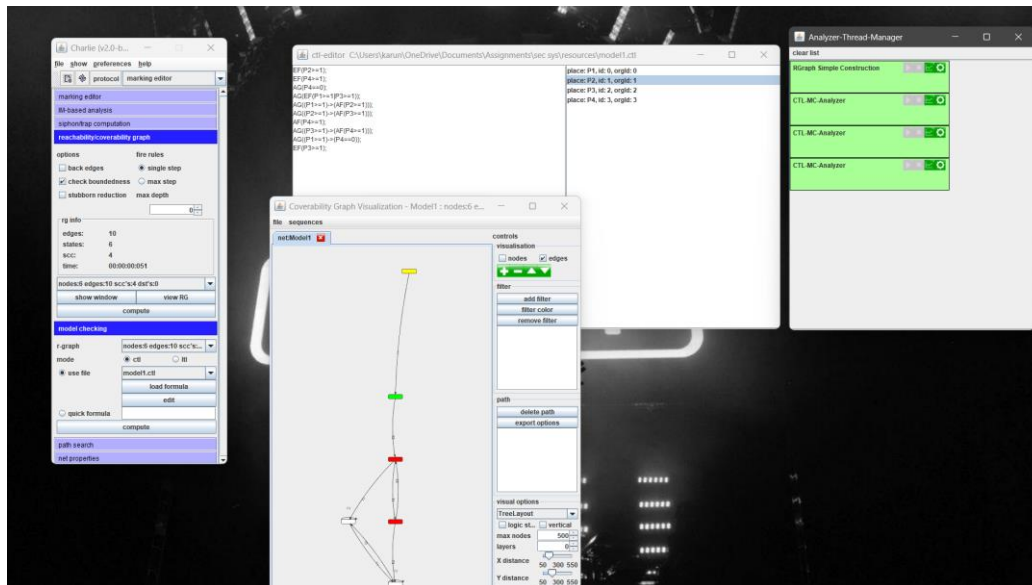 Charlie (v2.0-b...
file show preferences help
protocol marking editor
marking editor
IM-based analysis
siphon/trap computation
reachability/coverability graph
options fire rules
back edges single step
check boundedness max step
stubborn reduction max depth
0
rg info
edges: 10
states: 6
scc: 4
time: 00:00:00:051
nodes:6 edges:10 scc's:4 dst's:0
show window view RG
compute
model checking
r-graph nodes:6 edges:10 scc's:...
mode ctl ltl
use file model1.ctl
load formula
edit
quick formula
compute
path search
net properties
ctl-editor C:\Users\karun\OneDrive\Documents\Assignments\sec sys\resources\model1.ctl
EF(P2>=1);
EF(P4>=1);
AG(P4==0);
AG(EF(P1>=1|P3>=1));
AG((P1>=1)->(AF(P2>=1)));
AG((P2>=1)->(AF(P3>=1)));
AF(P4>=1);
AG((P3>=1)->(AF(P4>=1)));
AG((P1>=1)->(P4==0));
EF(P3>=1);
place: P1, id: 0, orgId: 0
place: P2, id: 1, orgId: 1
place: P3, id: 2, orgId: 2
place: P4, id: 3, orgId: 3
Coverability Graph Visualization - Model1 : nodes:6 e...
file sequences
net:Model1
controls
visualisation
nodes edges
filter
add filter
filter color
remove filter
path
delete path
export options
visual options
TreeLayout
logic st... vertical
max nodes 500
layers 0
X distance
50 300 550
Y distance
50 300 550
Analyzer-Thread-Manager
clear list
RGraph Simple Construction
CTL-MC-Analyzer
CTL-MC-Analyzer
CTL-MC-Analyzer